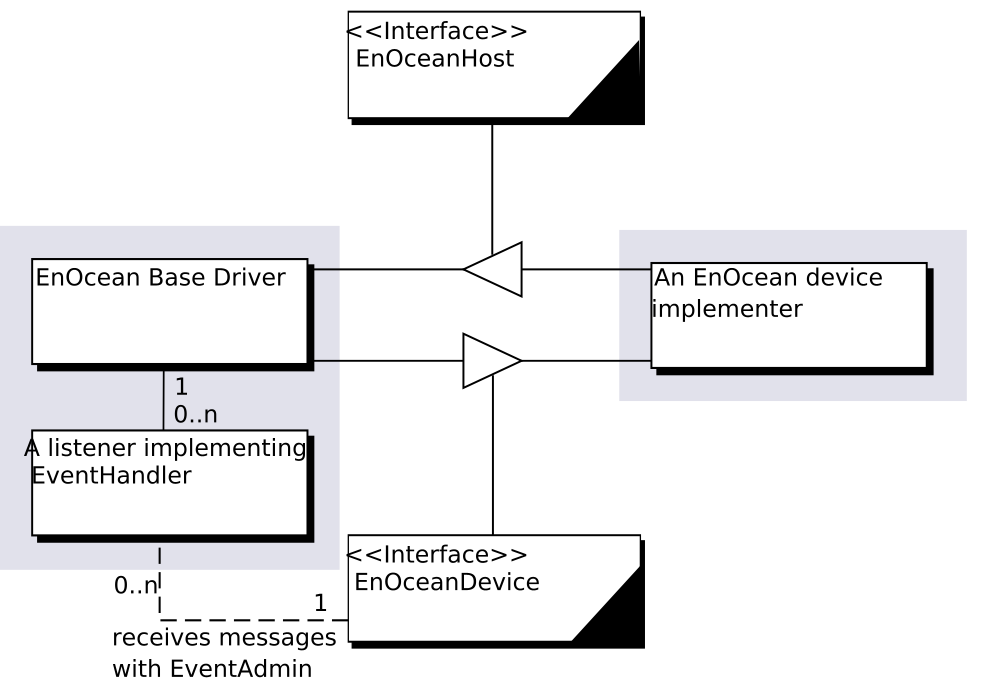 <<Interface>>
EnOceanHost
EnOcean Base Driver
An EnOcean device
implementer
1
0..n
A listener implementing
EventHandler
<<Interface>>
EnOceanDevice
0..n
1
receives messages
with EventAdmin